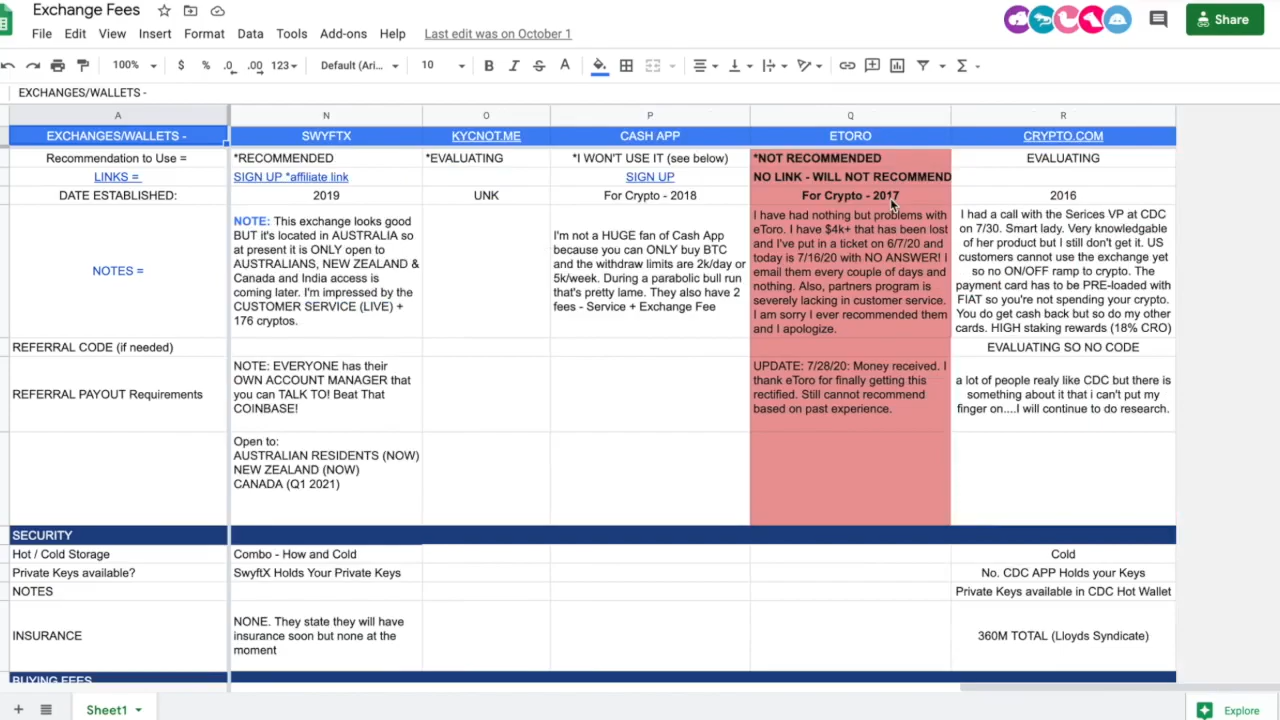 Exchange Fees
File Edit View Insert Format Data Tools Add-ons Help Last edit was on October 1
Share
100% $ % .0 .00 123 Default (Ari... 10 B I S A
EXCHANGES/WALLETS -
A N O P Q R
EXCHANGES/WALLETS - SWYFTX KYCNOT.ME CASH APP ETORO CRYPTO.COM
Recommendation to Use = *RECOMMENDED *EVALUATING *I WON'T USE IT (see below) *NOT RECOMMENDED EVALUATING
LINKS = SIGN UP *affiliate link SIGN UP NO LINK - WILL NOT RECOMMEND
DATE ESTABLISHED: 2019 UNK For Crypto - 2018 For Crypto - 2017 2016
NOTES =
NOTE: This exchange looks good
BUT it's located in AUSTRALIA so
at present it is ONLY open to
AUSTRALIANS, NEW ZEALAND &
Canada and India access is
coming later. I'm impressed by the
CUSTOMER SERVICE (LIVE) +
176 cryptos.
I'm not a HUGE fan of Cash App
because you can ONLY buy BTC
and the withdraw limits are 2k/day or
5k/week. During a parabolic bull run
that's pretty lame. They also have 2
fees - Service + Exchange Fee
I have had nothing but problems with
eToro. I have $4k+ that has been lost
and I've put in a ticket on 6/7/20 and
today is 7/16/20 with NO ANSWER! I
email them every couple of days and
nothing. Also, partners program is
severely lacking in customer service.
I am sorry I ever recommended them
and I apologize.
I had a call with the Serices VP at CDC
on 7/30. Smart lady. Very knowledgable
of her product but I still don't get it. US
customers cannot use the exchange yet
so no ON/OFF ramp to crypto. The
payment card has to be PRE-loaded with
FIAT so you're not spending your crypto.
You do get cash back but so do my other
cards. HIGH staking rewards (18% CRO)
REFERRAL CODE (if needed) EVALUATING SO NO CODE
REFERRAL PAYOUT Requirements
NOTE: EVERYONE has their
OWN ACCOUNT MANAGER that
you can TALK TO! Beat That
COINBASE!
UPDATE: 7/28/20: Money received. I
thank eToro for finally getting this
rectified. Still cannot recommend
based on past experience.
a lot of people realy like CDC but there is
something about it that i can't put my
finger on....I will continue to do research.
Open to:
AUSTRALIAN RESIDENTS (NOW)
NEW ZEALAND (NOW)
CANADA (Q1 2021)
SECURITY
Hot / Cold Storage Combo - How and Cold Cold
Private Keys available? SwyftX Holds Your Private Keys No. CDC APP Holds your Keys
NOTES Private Keys available in CDC Hot Wallet
INSURANCE
NONE. They state they will have
insurance soon but none at the
moment
360M TOTAL (Lloyds Syndicate)
BUYING FEES
Sheet1 Explore